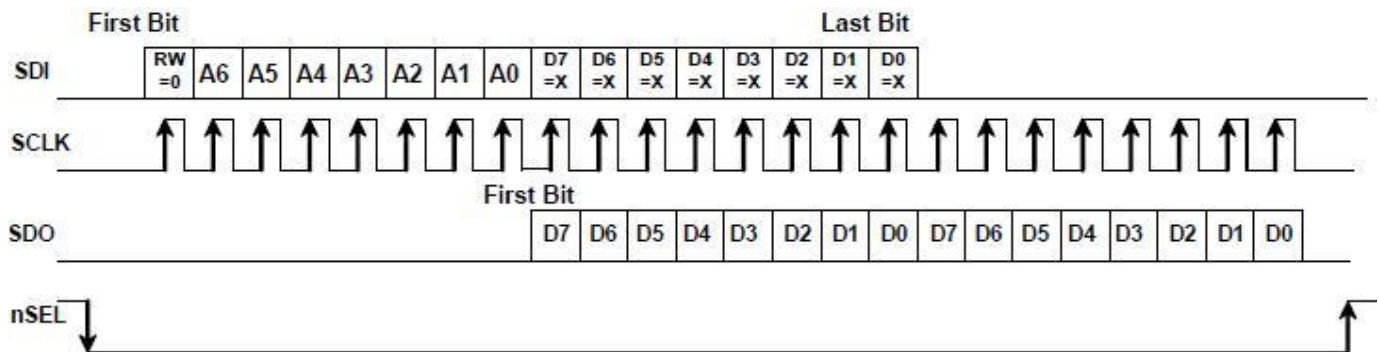 First Bit Last Bit
SDI RW =0 A6 A5 A4 A3 A2 A1 A0 D7 =X D6 =X D5 =X D4 =X D3 =X D2 =X D1 =X D0 =X
SCLK
First Bit
SDO D7 D6 D5 D4 D3 D2 D1 D0 D7 D6 D5 D4 D3 D2 D1 D0
nSEL